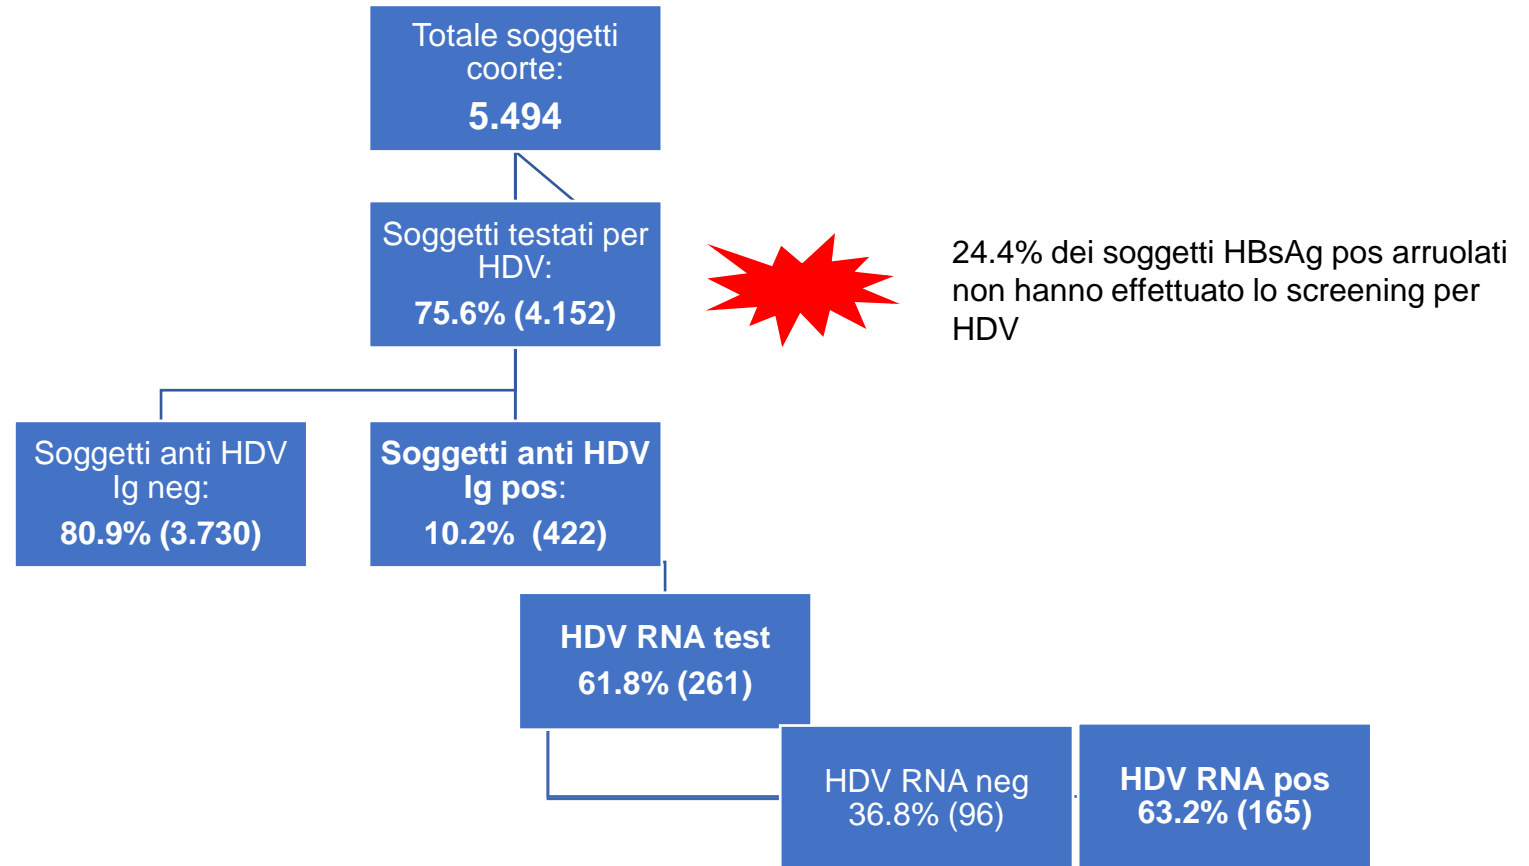 Totale soggetti
coorte:
5.494
Soggetti testati per
HDV:
75.6% (4.152)
24.4% dei soggetti HBsAg pos arruolati
non hanno effettuato lo screening per
HDV
Soggetti anti HDV
Ig neg:
80.9% (3.730)
Soggetti anti HDV
Ig pos:
10.2% (422)
HDV RNA test
61.8% (261)
HDV RNA neg
36.8% (96)
HDV RNA pos
63.2% (165)